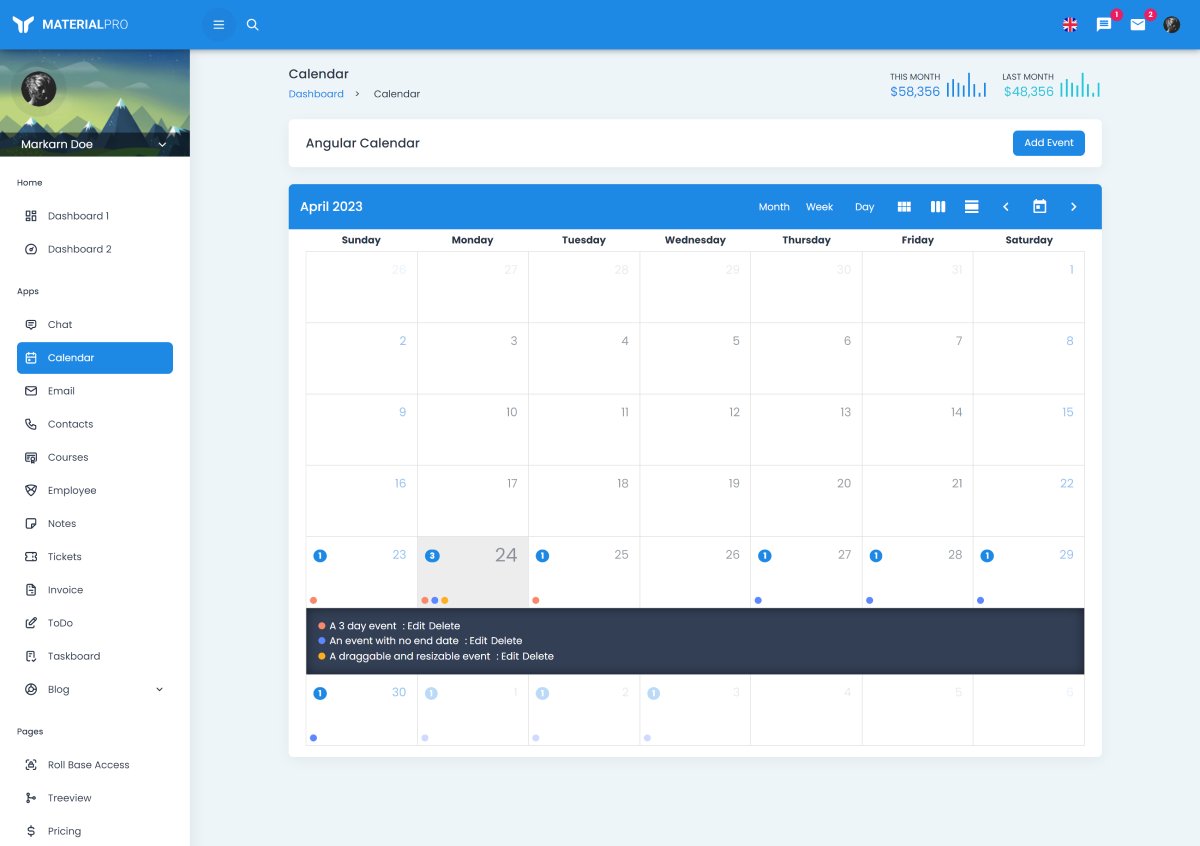 MATERIALPRO
1
2
Markarn Doe
Home
Dashboard 1
Dashboard 2
Apps
Chat
Calendar
Email
Contacts
Courses
Employee
Notes
Tickets
Invoice
ToDo
Taskboard
Blog
Pages
Roll Base Access
Treeview
Pricing
Calendar
Dashboard > Calendar
THIS MONTH
$58,356
LAST MONTH
$48,356
Angular Calendar
Add Event
April 2023
Month Week Day
Sunday Monday Tuesday Wednesday Thursday Friday Saturday
26 27 28 29 30 31 1
2 3 4 5 6 7 8
9 10 11 12 13 14 15
16 17 18 19 20 21 22
1 23 3 24 1 25 26 1 27 1 28 1 29
A 3 day event : Edit Delete
An event with no end date : Edit Delete
A draggable and resizable event : Edit Delete
1 30 1 1 1 2 1 3 4 5 6